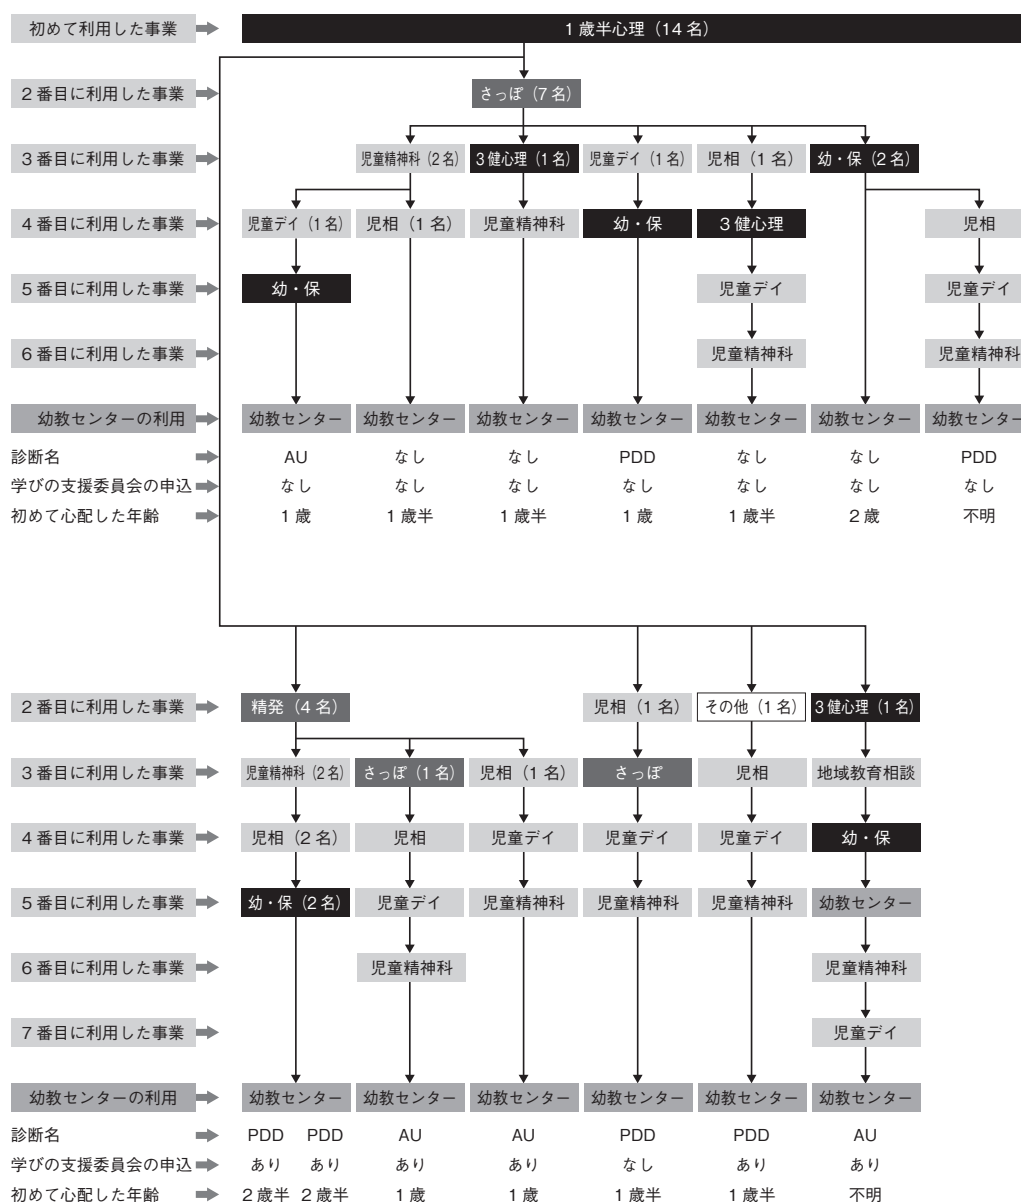 初めて利用した事業 1歳半心理（14名）
2番目に利用した事業 さっぽ（7名）
3番目に利用した事業 児童精神科（2名） 3健心理（1名） 児童デイ（1名） 児相（1名） 幼・保（2名）
4番目に利用した事業 児童デイ（1名） 児相（1名） 児童精神科 幼・保 3健心理 児相
5番目に利用した事業 幼・保 児童デイ 児童デイ
6番目に利用した事業 児童精神科 児童精神科
幼教センターの利用 幼教センター 幼教センター 幼教センター 幼教センター 幼教センター 幼教センター 幼教センター
診断名 AU なし なし PDD なし なし PDD
学びの支援委員会の申込 なし なし なし なし なし なし なし
初めて心配した年齢 1歳 1歳半 1歳半 1歳 1歳半 2歳 不明
2番目に利用した事業 精発（4名） 児相（1名） その他（1名） 3健心理（1名）
3番目に利用した事業 児童精神科（2名） さっぽ（1名） 児相（1名） さっぽ 児相 地域教育相談
4番目に利用した事業 児相（2名） 児相 児童デイ 児童デイ 児童デイ 幼・保
5番目に利用した事業 幼・保（2名） 児童デイ 児童精神科 児童精神科 児童精神科 幼教センター
6番目に利用した事業 児童精神科 児童精神科
7番目に利用した事業 児童デイ
幼教センターの利用 幼教センター 幼教センター 幼教センター 幼教センター 幼教センター 幼教センター
診断名 PDD PDD AU AU PDD PDD AU
学びの支援委員会の申込 あり あり あり あり なし あり あり
初めて心配した年齢 2歳半 2歳半 1歳 1歳 1歳半 1歳半 不明